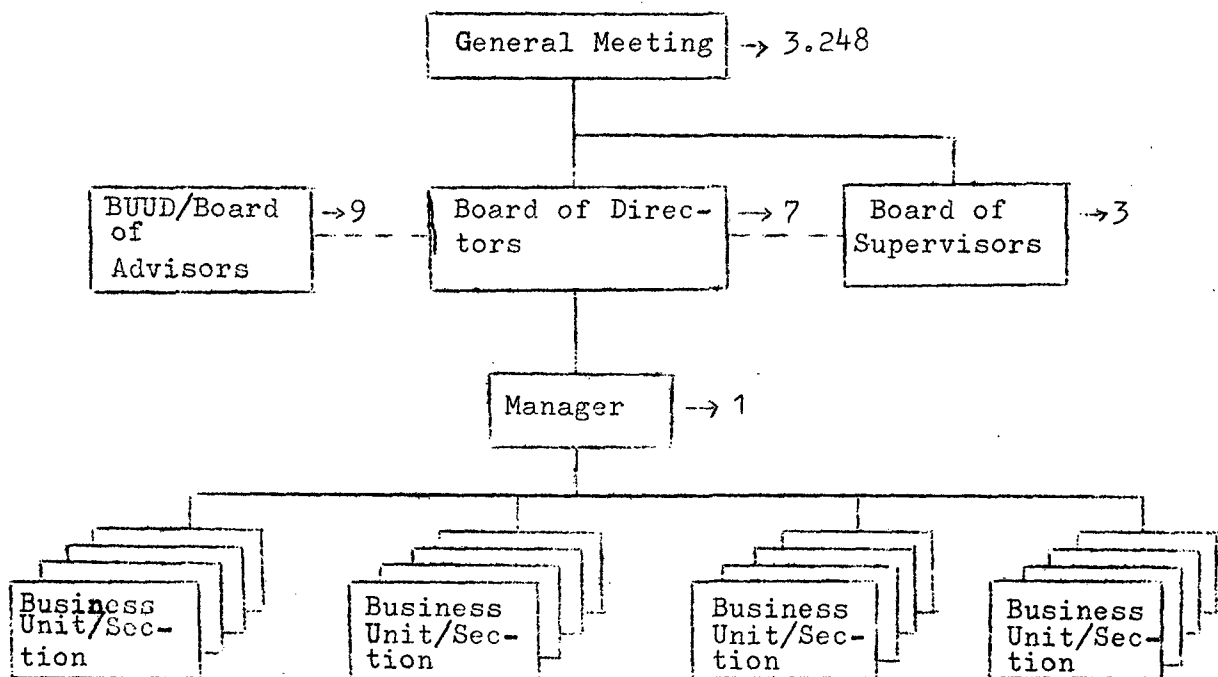 General Meeting → 3.248
BUUD/Board → 9
of
Advisors
Board of Direc- → 7
tors
Board of → 3
Supervisors
Manager → 1
Business
Unit/Sec-
tion
Business
Unit/Sec-
tion
Business
Unit/Sec-
tion
Business
Unit/Sec-
tion